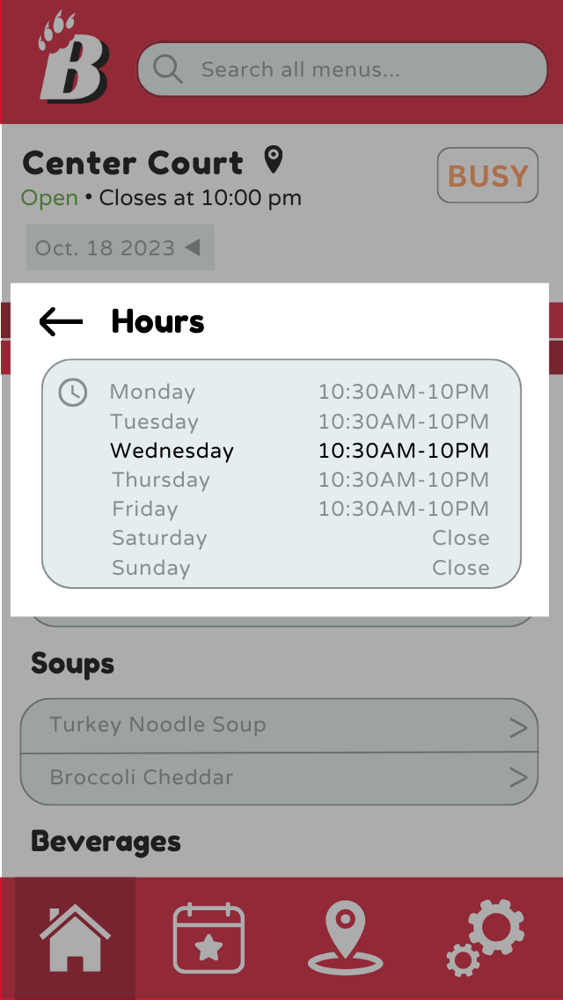 B
Search all menus...
Center Court
BUSY
Open • Closes at 10:00 pm
Oct. 18 2023
Hours
Monday 10:30AM-10PM
Tuesday 10:30AM-10PM
Wednesday 10:30AM-10PM
Thursday 10:30AM-10PM
Friday 10:30AM-10PM
Saturday Close
Sunday Close
Soups
Turkey Noodle Soup >
Broccoli Cheddar >
Beverages